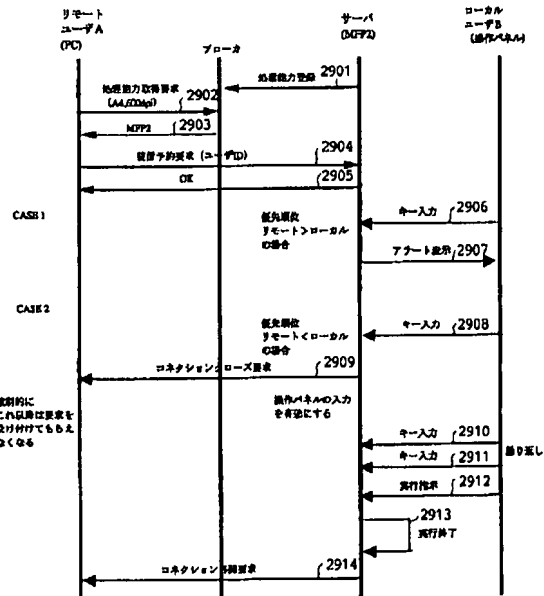 リモート
ユーザA
(PC)
ブローカ
サーバ
(MFP2)
ローカル
ユーザB
(操作パネル)
処理能力登録
2901
処理能力取得要求
(A4,600dpi)
2902
MFP2
2903
予約要求 (ユーザID)
2904
OK
2905
CASE 1
優先順位
リモート>ローカル
の場合
キー入力
2906
アラート表示
2907
CASE 2
優先順位
リモート<ローカル
の場合
キー入力
2908
コネクションクローズ要求
2909
強制的に
これ以降は要求を
受け付けてもらえ
なくなる
操作パネルの入力
を有効にする
キー入力
2910
キー入力
2911
繰り返し
実行指示
2912
2913
実行終了
コネクション再開要求
2914